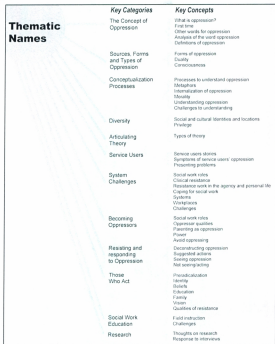 Thematic
Names
Key Categories
Key Concepts
The Concept of
Oppression
What is oppression?
First time
Other words for oppression
Analysis of the word oppression
Definitions of oppression
Sources, Forms
and Types of
Oppression
Forms of oppression
Duality
Consciousness
Conceptualization
Processes
Processes to understand oppression
Metaphors
Internalization of oppression
Morality
Understanding oppression
Challenges to understanding
Diversity
Social and cultural identities and locations
Privilege
Articulating
Theory
Types of theory
Service Users
Service users stories
Symptoms of service users' oppression
Presenting problems
System
Challenges
Social work roles
Clinical resistance
Resistance work in the agency and personal life
Coping for social work
Systems
Workplaces
Challenges
Becoming
Oppressors
Social work roles
Oppressor qualities
Parenting as oppression
Power
Avoid oppressing
Resisting and
responding
to Oppression
Deconstructing oppression
Suggested actions
Seeing oppression
Not seeing/acting
Those
Who Act
Identity
Beliefs
Education
Family
Vision
Qualities of resistance
Social Work
Education
Field instruction
Challenges
Research
Thoughts on research
Response to interviews